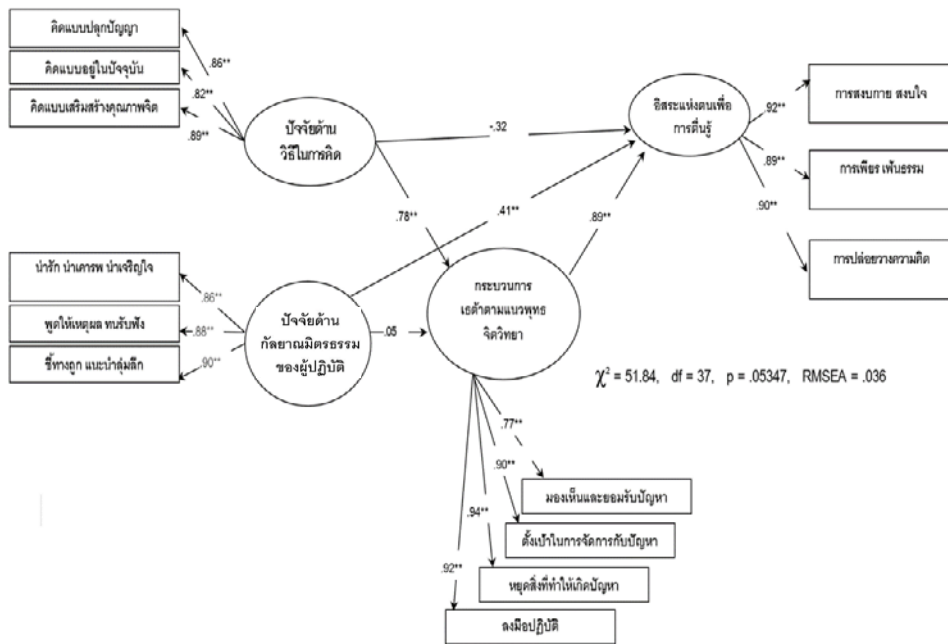 คิดแบบปลุกปัญญา
คิดแบบอยู่ในปัจจุบัน
คิดแบบเสริมสร้างคุณภาพจิต
.86**
.82**
.89**
ปัจจัยด้าน
วิธีในการคิด
-.32
.78**
.41**
.89**
อิสระแห่งตนเพื่อ
การตื่นรู้
.92**
.89**
.90**
การสงบกาย สงบใจ
การเพียร เฟ้นธรรม
การปล่อยวางความคิด
น่ารัก น่าเคารพ น่าเจริญใจ
พูดให้เหตุผล ทนรับฟัง
ชี้ทางถูก แนะนำลุ่มลึก
.86**
.88**
.90**
ปัจจัยด้าน
กัลยาณมิตรธรรม
ของผู้ปฏิบัติ
.05
กระบวนการ
เธต้าตามแนวพุทธ
จิตวิทยา
χ² = 51.84, df = 37, p = .05347, RMSEA = .036
.77**
.90**
.94**
.92**
มองเห็นและยอมรับปัญหา
ตั้งเป้าในการจัดการกับปัญหา
หยุดสิ่งที่ทำให้เกิดปัญหา
ลงมือปฏิบัติ